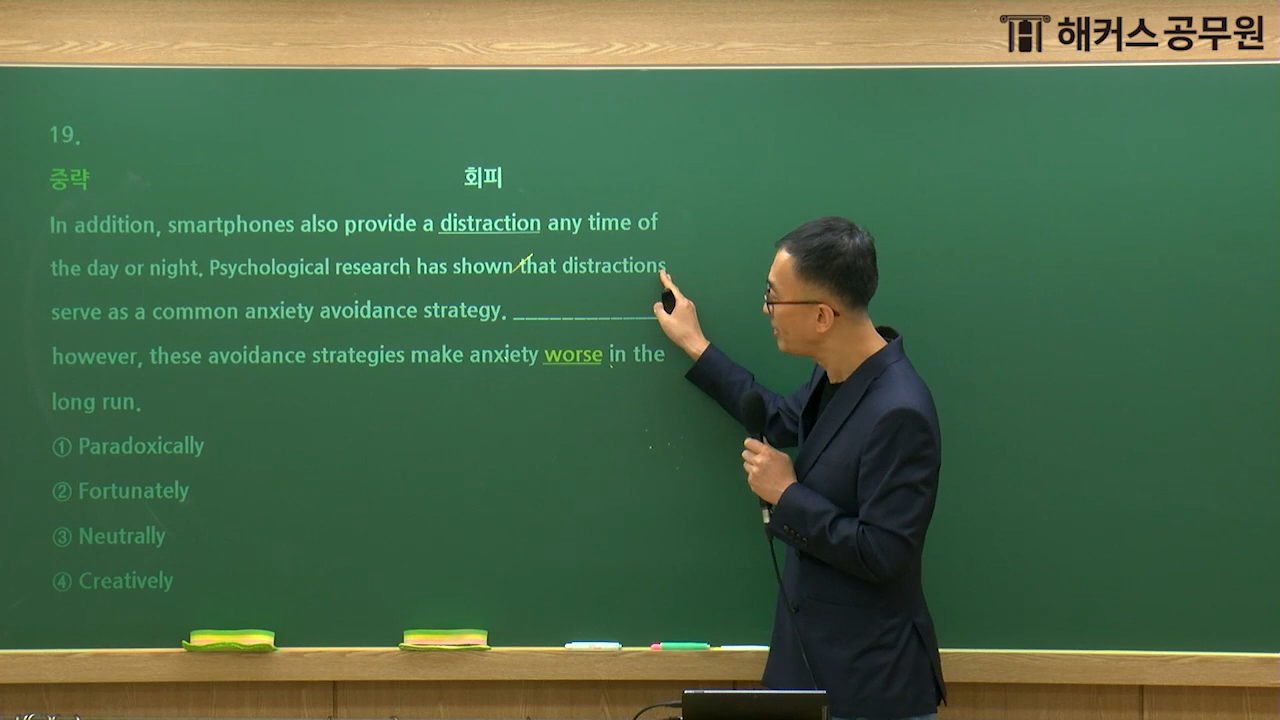 해커스공무원
19.
중략
회피
In addition, smartphones also provide a distraction any time of
the day or night. Psychological research has shown that distractions
serve as a common anxiety avoidance strategy. ____________
however, these avoidance strategies make anxiety worse in the
long run.
① Paradoxically
② Fortunately
③ Neutrally
④ Creatively